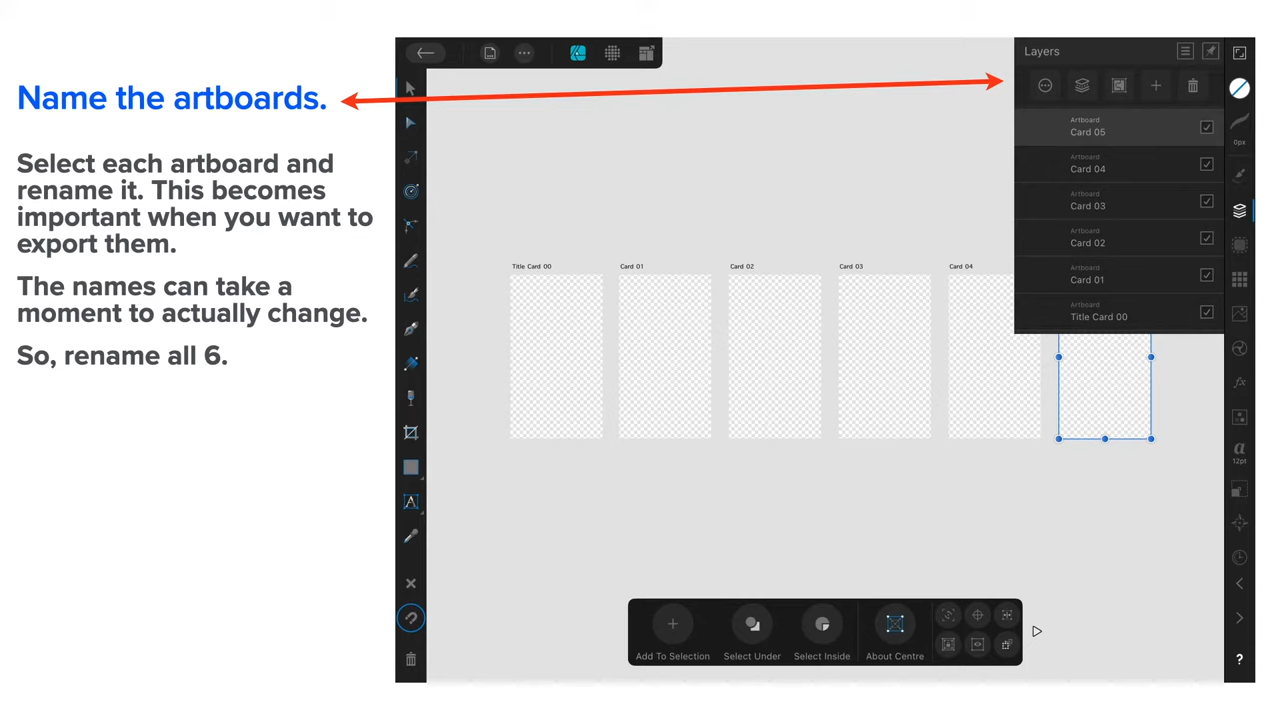 Name the artboards.
Select each artboard and
rename it. This becomes
important when you want to
export them.
The names can take a
moment to actually change.
So, rename all 6.
Layers
Artboard
Card 05
Artboard
Card 04
Artboard
Card 03
Artboard
Card 02
Artboard
Card 01
Artboard
Title Card 00
0px
fx
a
12pt
?
Title Card 00
Card 01
Card 02
Card 03
Card 04
A
Add To Selection
Select Under
Select Inside
About Centre